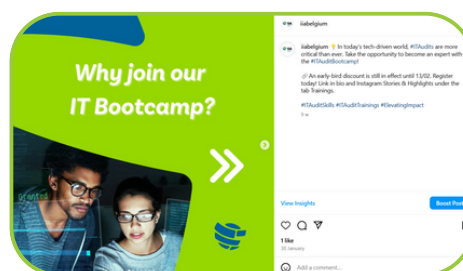 Why join our
IT Bootcamp?
iiabelgium
iiabelgium 💡 In today's tech-driven world, #ITAudits are more
critical than ever. Take the opportunity to become an expert with
the #ITAuditBootcamp!
🔗 An early-bird discount is still in effect until 13/02. Register
today! Link in bio and Instagram Stories & Highlights under the
tab Trainings.
#ITAuditSkills #ITAuditTrainings #ElevatingImpact
View Insights
Boost Post
1 like
30 January
Add a comment...